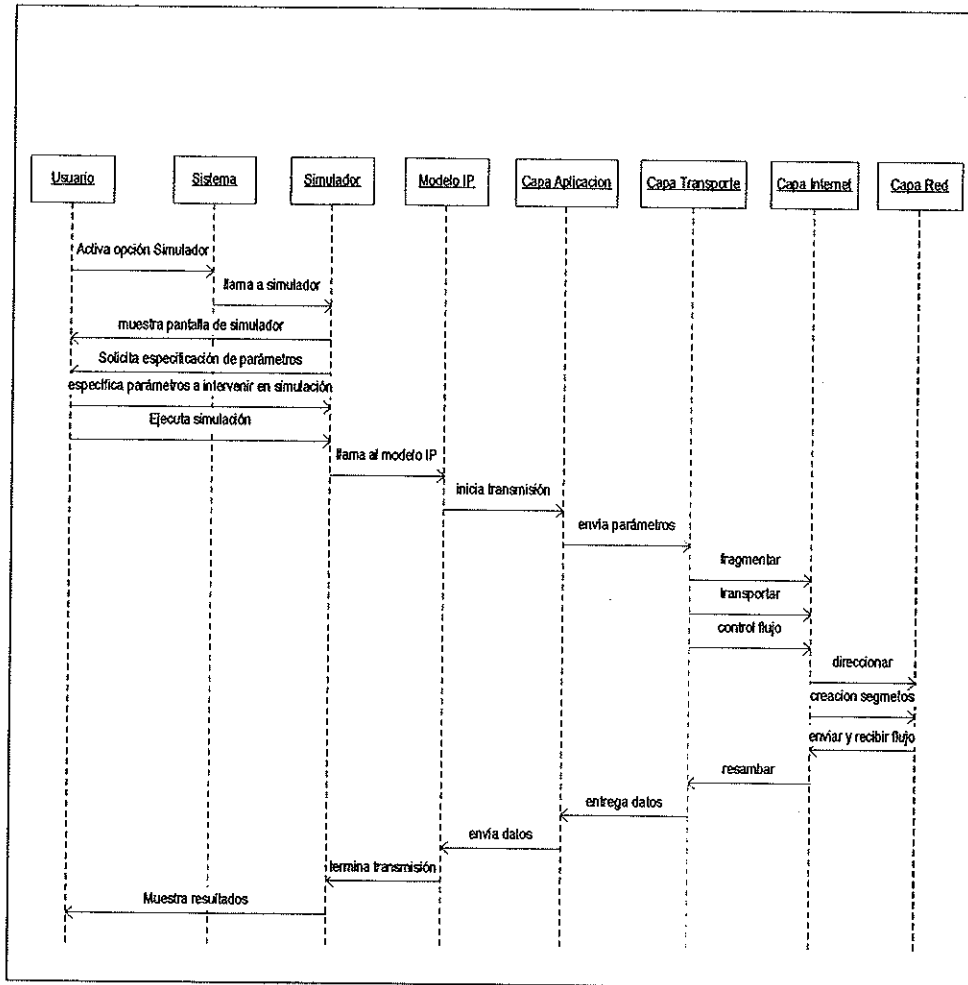 Usuario
Sistema
Simulador
Modelo IP
Capa Aplicacion
Capa Transporte
Capa Internet
Capa Red
Activa opción Simulador
llama a simulador
muestra pantalla de simulador
Solicita especificación de parámetros
especifica parámetros a intervenir en simulación
Ejecuta simulación
llama al modelo IP
inicia transmisión
envía parámetros
fragmentar
transportar
control flujo
direccionar
creacion segmetos
enviar y recibir flujo
resambar
entrega datos
envía datos
termina transmisión
Muestra resultados